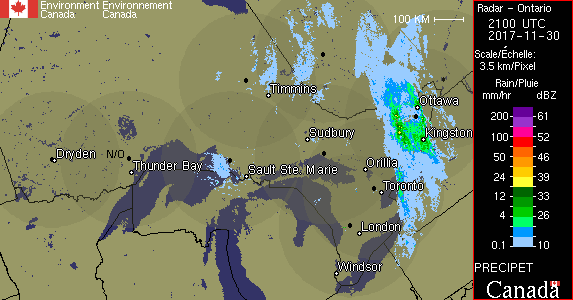 Environment Environnement
Canada Canada
Radar - Ontario
2100 UTC
2017-11-30
100 KM
Scale/Échelle:
3.5 km/Pixel
Rain/Pluie
mm/hr dBZ
200 61
100 52
50 46
24 39
12 33
4 26
1 20
0.1 10
Timmins
Ottawa
Sudbury
Kingston
Dryden
N/O
Thunder Bay
Sault Ste. Marie
Orillia
Toronto
London
Windsor
PRECIPET
Canada